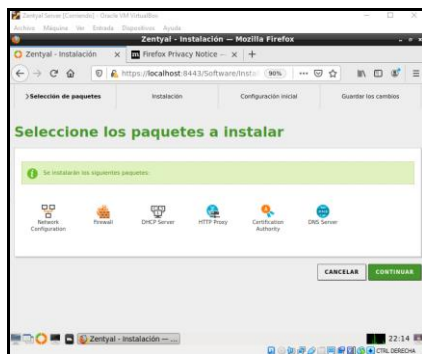 Zentyal Server [Corriendo] - Oracle VM VirtualBox
Archivo Máquina Ver Entrada Dispositivos Ayuda
Zentyal - Instalación — Mozilla Firefox
Zentyal - Instalación
Firefox Privacy Notice —
https://localhost:8443/Software/Instal
90%
Selección de paquetes
Instalación
Configuración inicial
Guardar los cambios
Seleccione los paquetes a instalar
Se instalarán los siguientes paquetes:
Network Configuration
Firewall
DHCP Server
HTTP Proxy
Certification Authority
DNS Server
CANCELAR
CONTINUAR
Zentyal - Instalación — ...
22:14
CTRL DERECHA